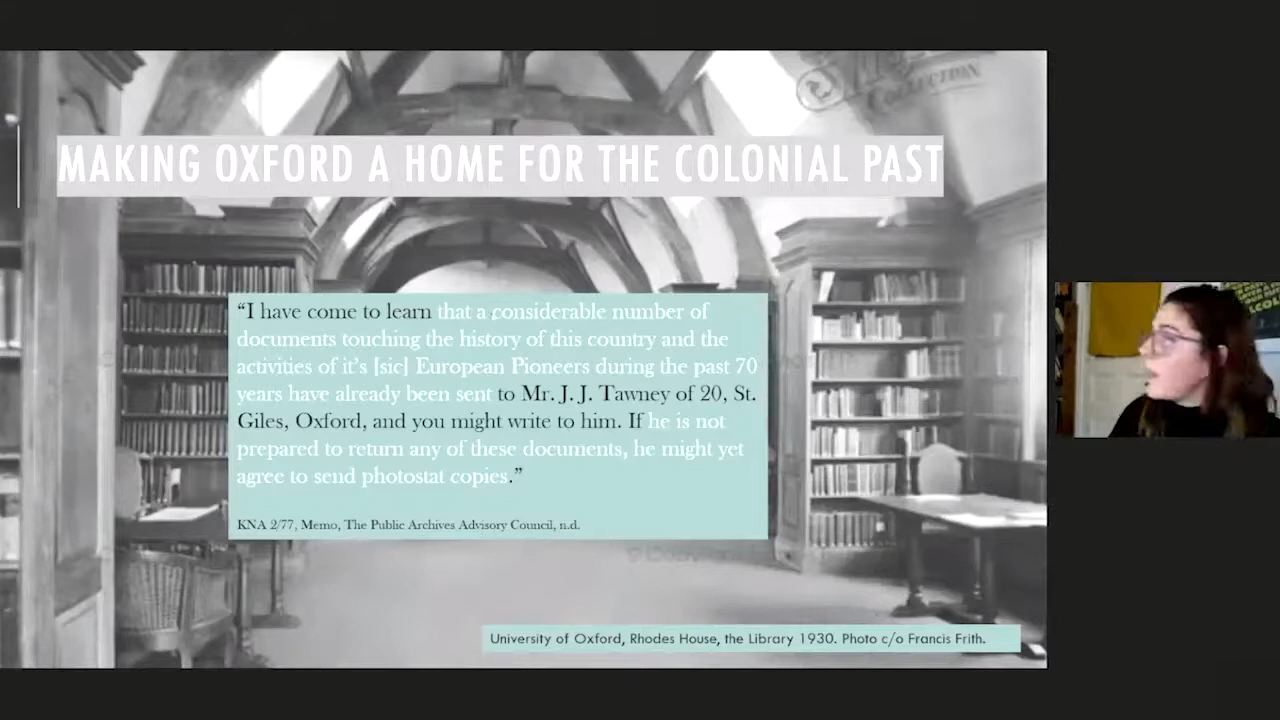 COLLECTION
MAKING OXFORD A HOME FOR THE COLONIAL PAST
“I have come to learn that a considerable number of
documents touching the history of this country and the
activities of it’s [sic] European Pioneers during the past 70
years have already been sent to Mr. J. J. Tawney of 20, St.
Giles, Oxford, and you might write to him. If he is not
prepared to return any of these documents, he might yet
agree to send photostat copies.”
KNA 2/77, Memo, The Public Archives Advisory Council, n.d.
University of Oxford, Rhodes House, the Library 1930. Photo c/o Francis Frith.